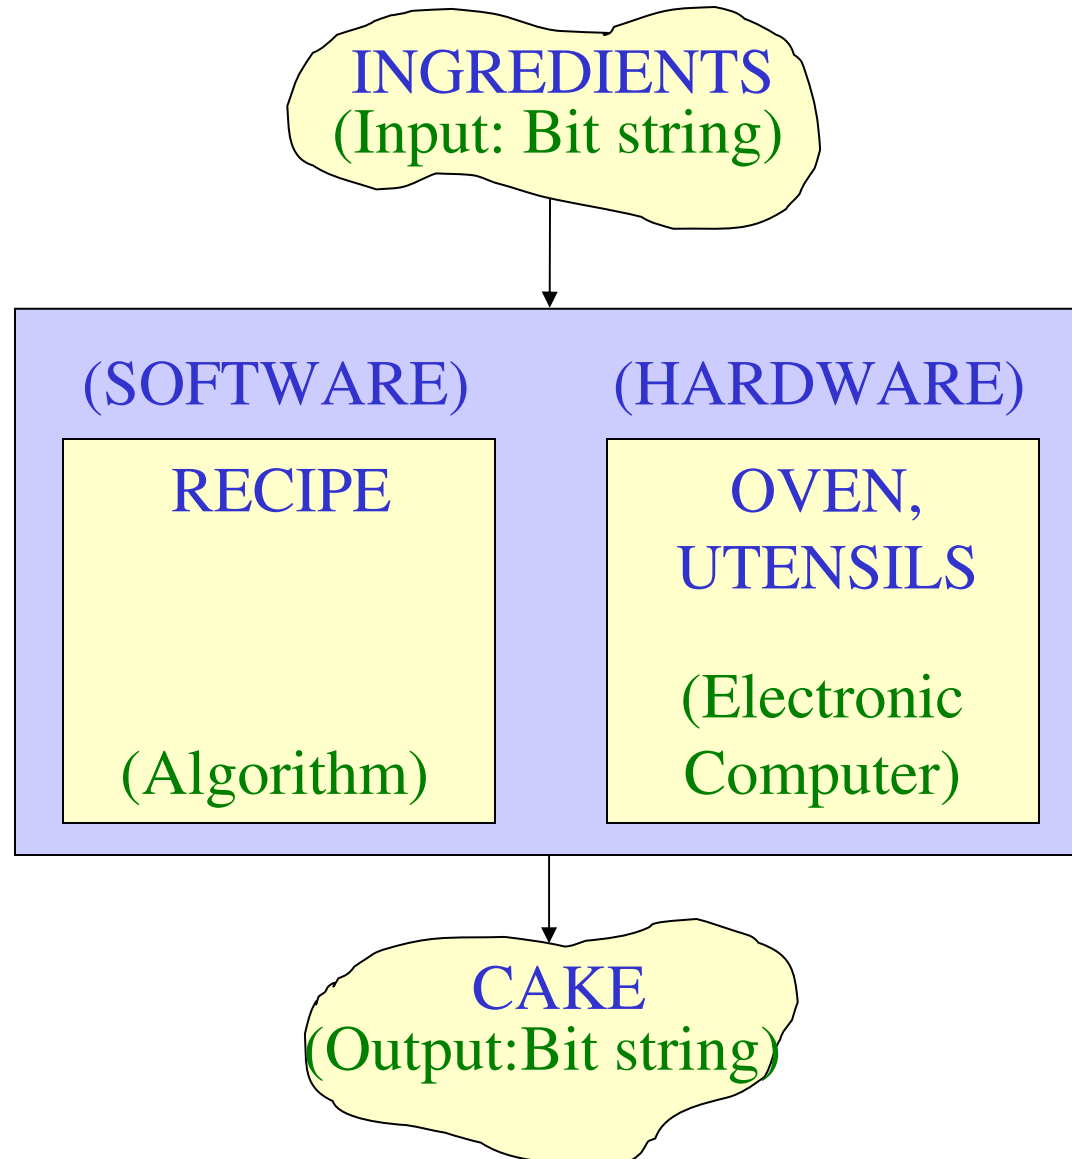 INGREDIENTS
(Input: Bit string)
(SOFTWARE)
(HARDWARE)
RECIPE
(Algorithm)
OVEN,
UTENSILS
(Electronic
Computer)
CAKE
(Output:Bit string)